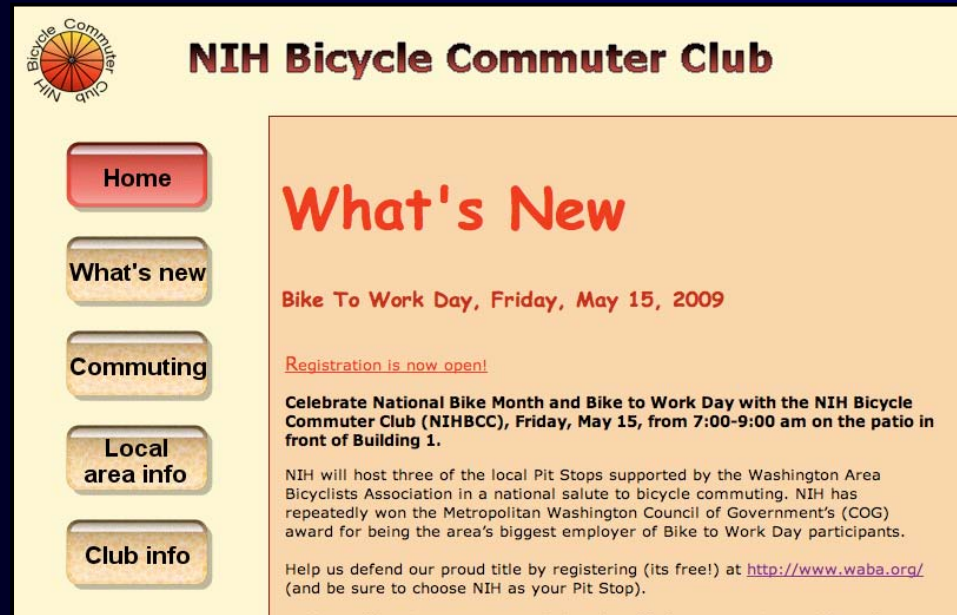 Bicycle Commuter Club NIH
NIH Bicycle Commuter Club
Home
What's new
Commuting
Local
area info
Club info
What's New
Bike To Work Day, Friday, May 15, 2009
Registration is now open!
Celebrate National Bike Month and Bike to Work Day with the NIH Bicycle
Commuter Club (NIHBCC), Friday, May 15, from 7:00-9:00 am on the patio in
front of Building 1.
NIH will host three of the local Pit Stops supported by the Washington Area
Bicyclists Association in a national salute to bicycle commuting. NIH has
repeatedly won the Metropolitan Washington Council of Government’s (COG)
award for being the area’s biggest employer of Bike to Work Day participants.
Help us defend our proud title by registering (its free!) at http://www.waba.org/
(and be sure to choose NIH as your Pit Stop).